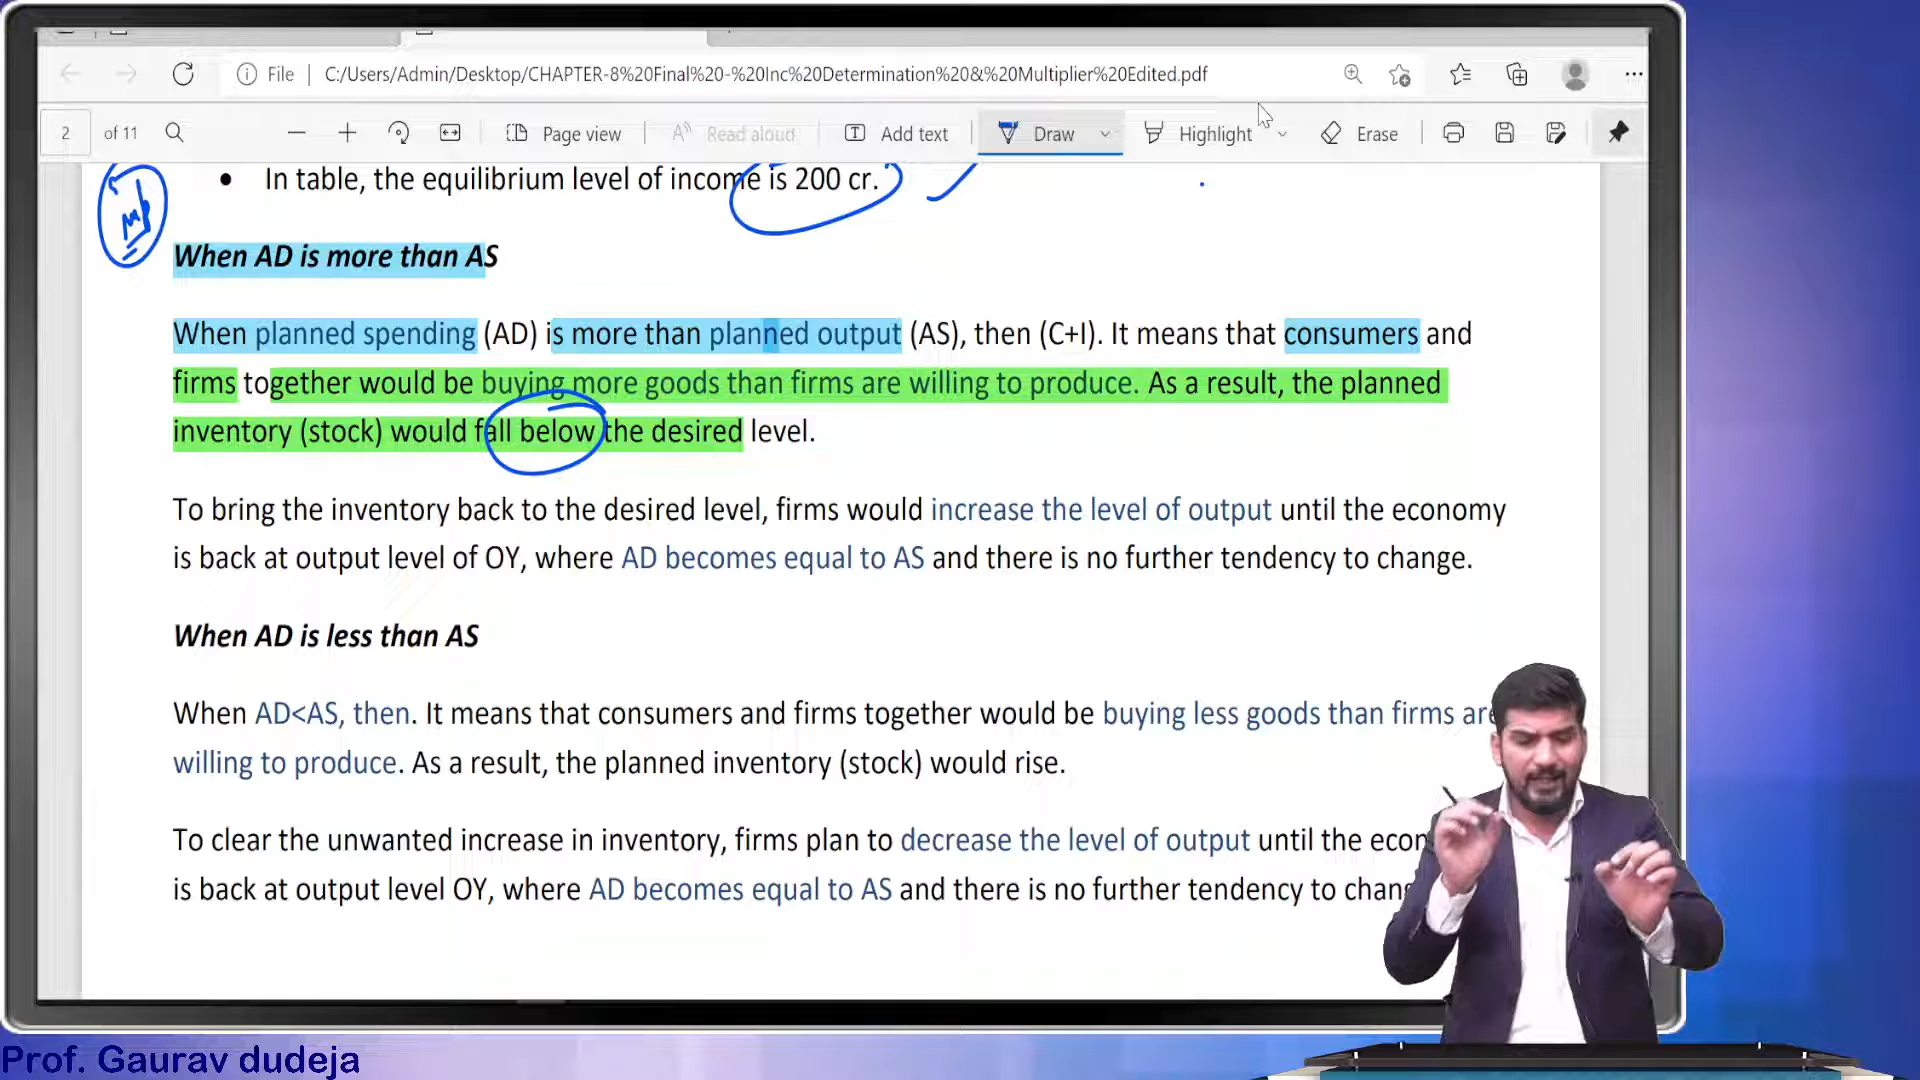 File | C:/Users/Admin/Desktop/CHAPTER-8%20Final%20-%20Inc%20Determination%20&%20Multiplier%20Edited.pdf
2 of 11 Page view Read aloud Add text Draw Highlight Erase
• In table, the equilibrium level of income is 200 cr.
When AD is more than AS
When planned spending (AD) is more than planned output (AS), then (C+I). It means that consumers and
firms together would be buying more goods than firms are willing to produce. As a result, the planned
inventory (stock) would fall below the desired level.
To bring the inventory back to the desired level, firms would increase the level of output until the economy
is back at output level of OY, where AD becomes equal to AS and there is no further tendency to change.
When AD is less than AS
When AD<AS, then. It means that consumers and firms together would be buying less goods than firms are
willing to produce. As a result, the planned inventory (stock) would rise.
To clear the unwanted increase in inventory, firms plan to decrease the level of output until the econ
is back at output level OY, where AD becomes equal to AS and there is no further tendency to chang
Prof. Gaurav dudeja